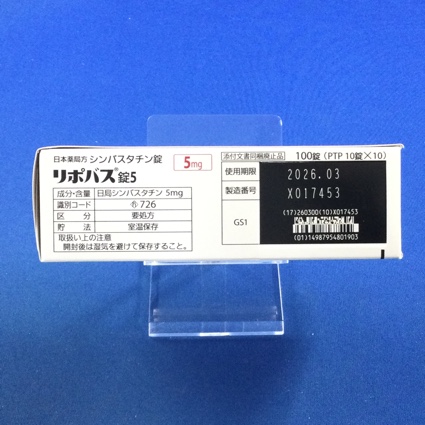 日本薬局方 シンバスタチン錠
5mg
リポバス®錠5
成分・含量 日局シンバスタチン 5mg
識別コード 726
区分 要処方
貯法 室温保存
取扱い上の注意
開封後は湿気を避けて保存すること。
添付文書同梱廃止品
100錠 (PTP 10錠×10)
使用期限 2026.03
製造番号 X017453
G51
(17)260300(10)X017453
(01)14987954801903